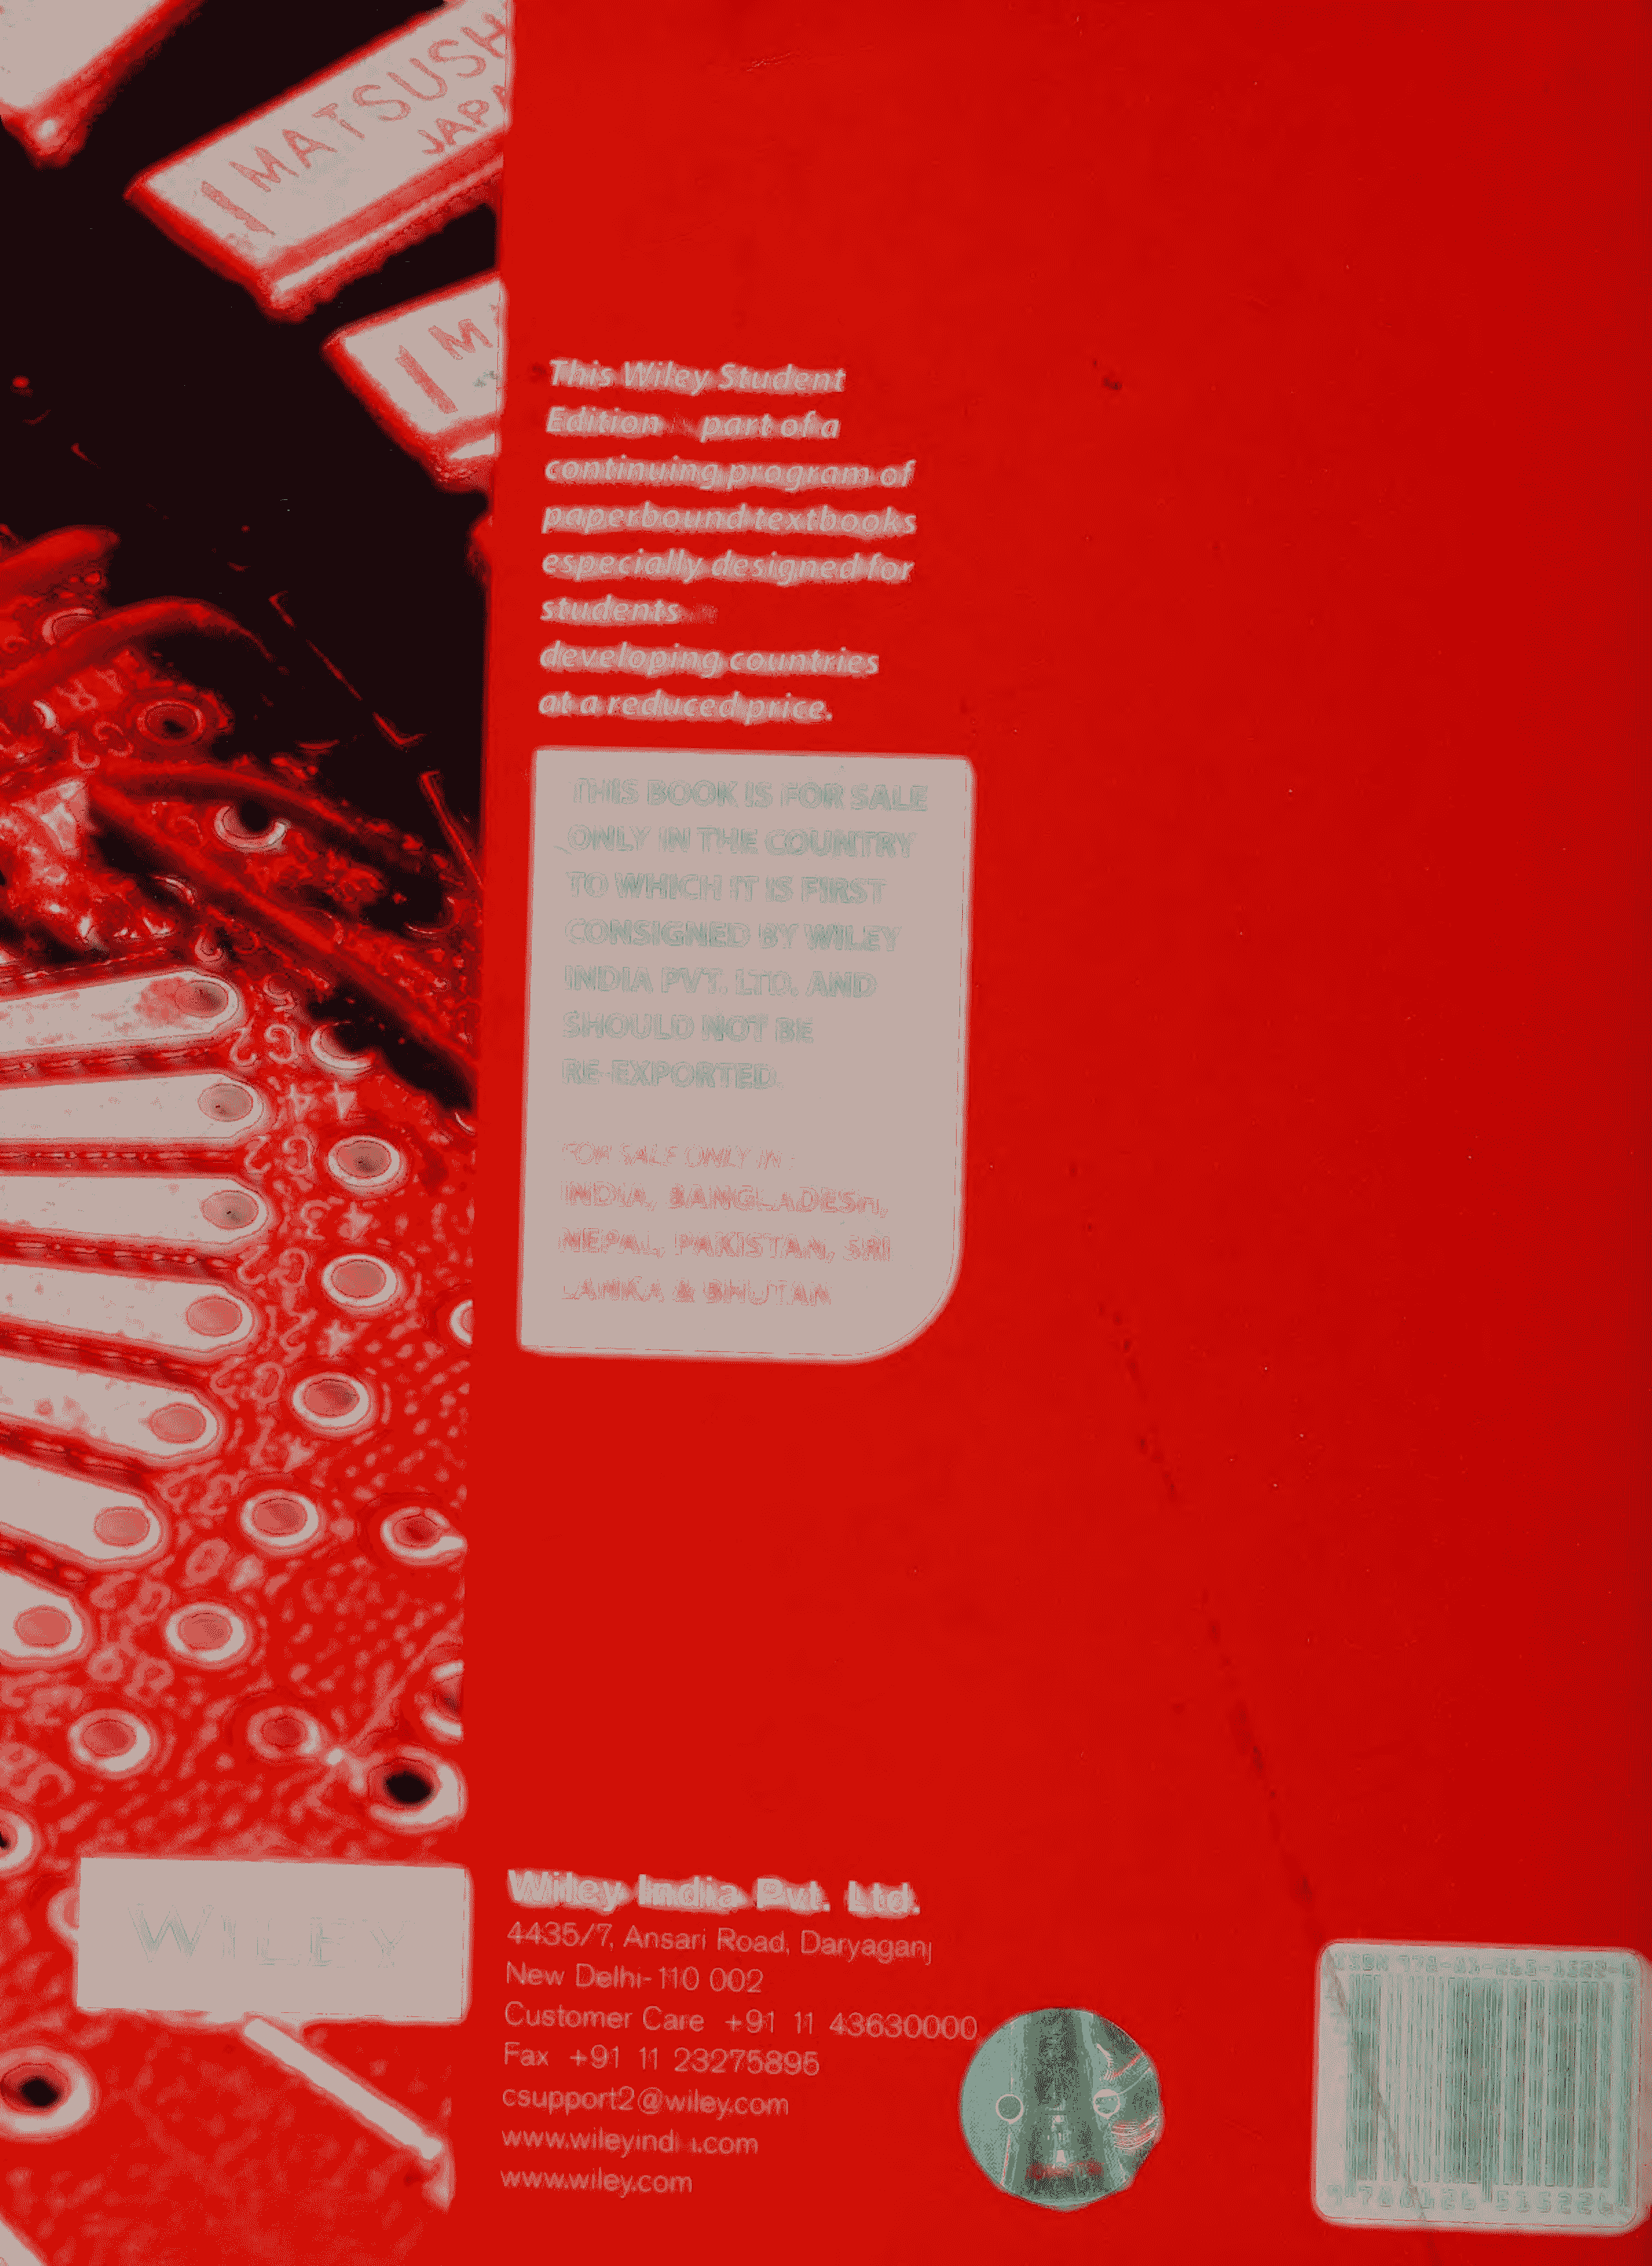 MATSUSH
JAPA
M
This Wiley Student
Edition part of a
continuing program of
paperbound textbooks
especially designed for
students
developing countries
at a reduced price.
THIS BOOK IS FOR SALE
ONLY IN THE COUNTRY
TO WHICH IT IS FIRST
CONSIGNED BY WILEY
INDIA PVT. LTD. AND
SHOULD NOT BE
RE-EXPORTED.
FOR SALE ONLY IN :
INDIA, BANGLADESH,
NEPAL, PAKISTAN, SRI
LANKA & BHUTAN
WILEY
Wiley India Pvt. Ltd.
4435/7, Ansari Road, Daryaganj
New Delhi-110 002
Customer Care +91 11 43630000
Fax +91 11 23275895
csupport2@wiley.com
www.wileyindia.com
www.wiley.com
ISBN